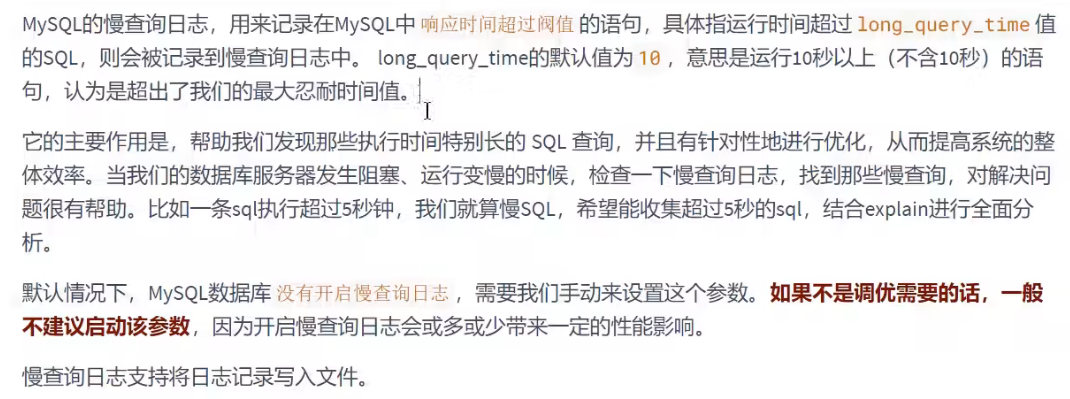 MySQL的慢查询日志，用来记录在MySQL中 响应时间超过阀值 的语句，具体指运行时间超过 long_query_time 值
的SQL，则会被记录到慢查询日志中。 long_query_time的默认值为 10 ，意思是运行10秒以上（不含10秒）的语
句，认为是超出了我们的最大忍耐时间值。
它的主要作用是，帮助我们发现那些执行时间特别长的 SQL 查询，并且有针对性地进行优化，从而提高系统的整
体效率。当我们的数据库服务器发生阻塞、运行变慢的时候，检查一下慢查询日志，找到那些慢查询，对解决问
题很有帮助。比如一条sql执行超过5秒钟，我们就算慢SQL，希望能收集超过5秒的sql，结合explain进行全面分
析。
默认情况下，MySQL数据库 没有开启慢查询日志 ，需要我们手动来设置这个参数。如果不是调优需要的话，一般
不建议启动该参数，因为开启慢查询日志会或多或少带来一定的性能影响。
慢查询日志支持将日志记录写入文件。